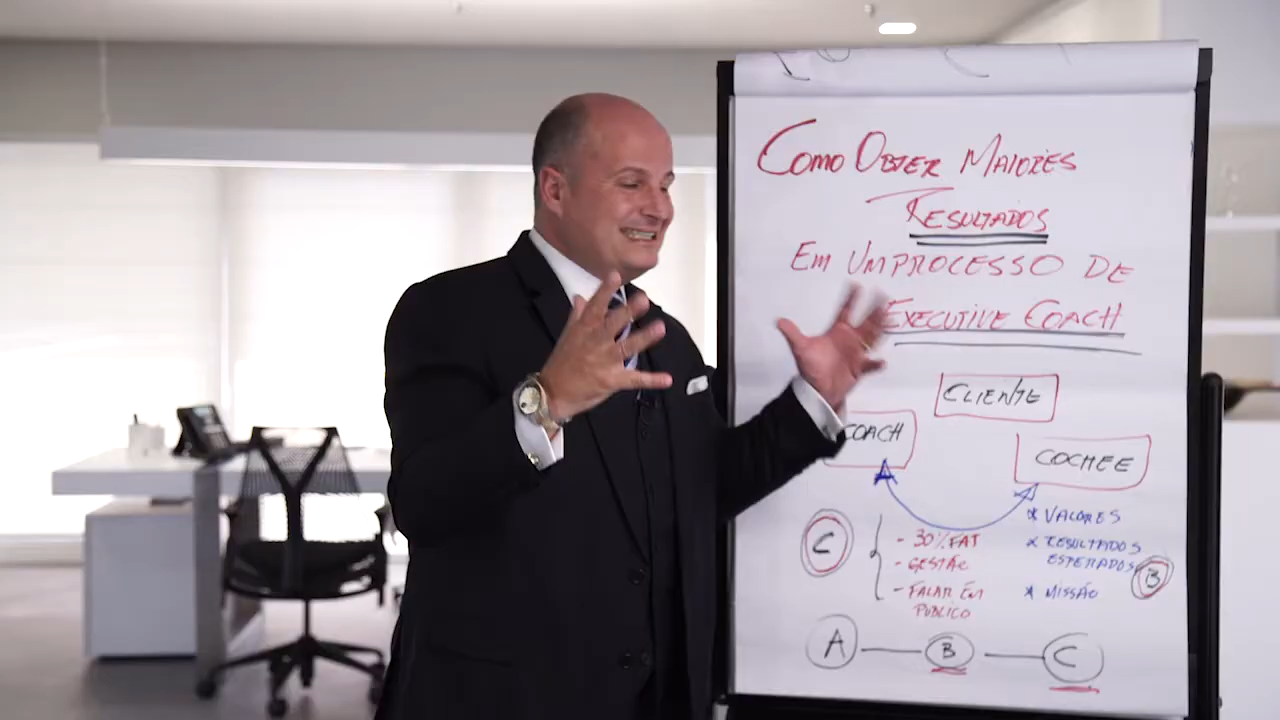 COMO OBTER MAIORES
RESULTADOS
EM UM PROCESSO DE
EXECUTIVE COACH
CLIENTE
COACH
COCHEE
* VALORES
* RESULTADOS
ESPERADOS
B
* MISSÃO
C
- 30% FAT
- GESTÃO
- FALAR EM
PUBLICO
A
B
C